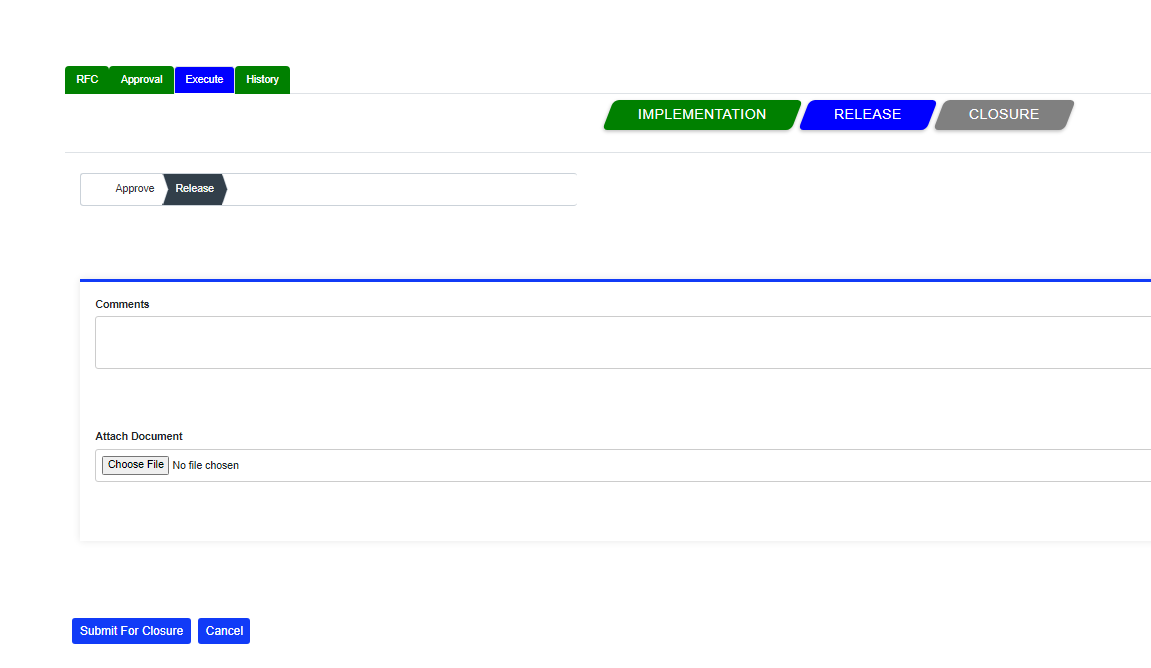 RFC Approval Execute History
IMPLEMENTATION RELEASE CLOSURE
Approve Release
Comments
Attach Document
Choose File No file chosen
Submit For Closure Cancel